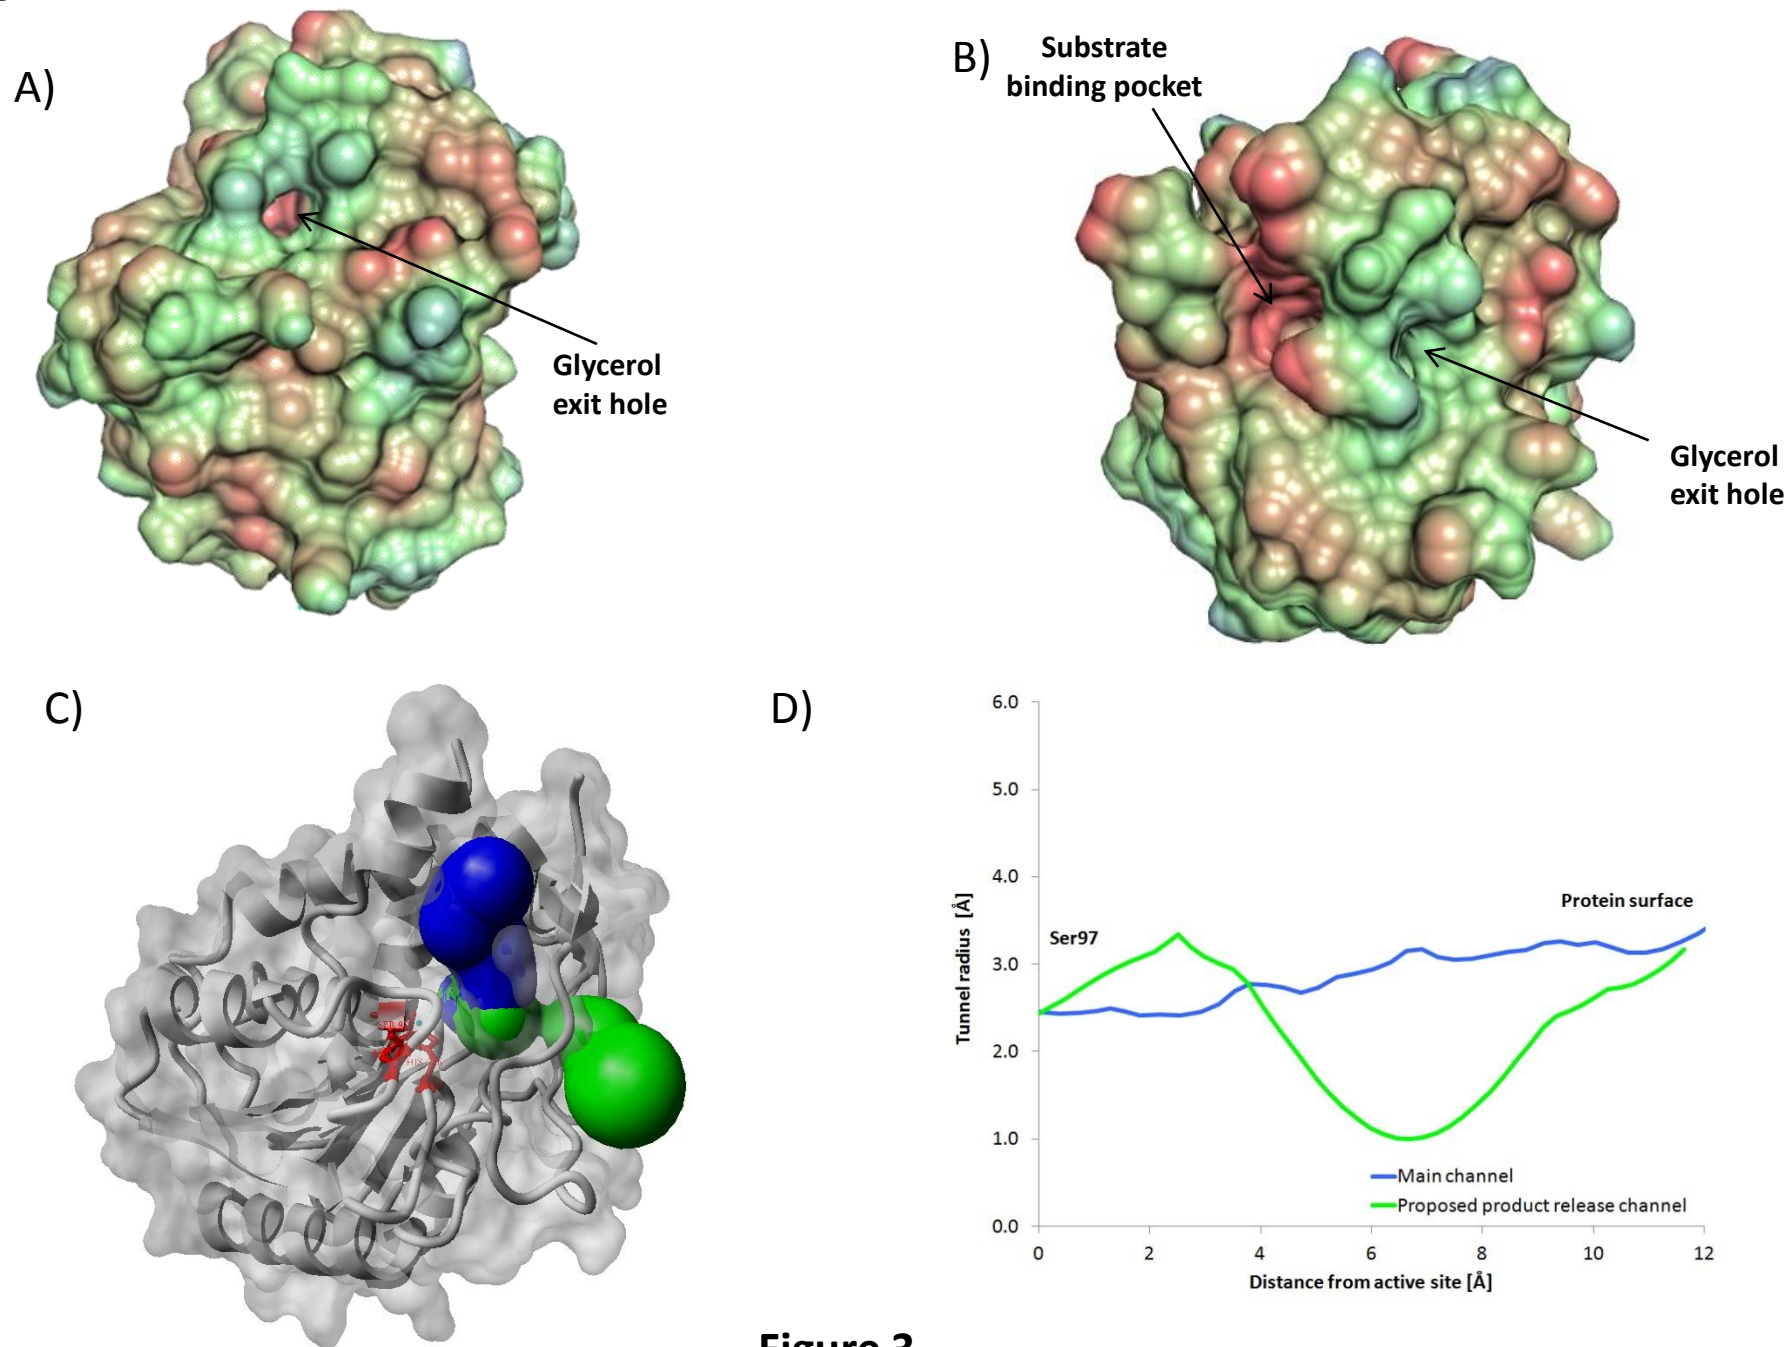 A)
Glycerol
exit hole
B)
Substrate
binding pocket
Glycerol
exit hole
C)
D)
6.0
5.0
4.0
3.0
2.0
1.0
0.0
Tunnel radius [Å]
Ser97
Protein surface
Main channel
Proposed product release channel
0 2 4 6 8 10 12
Distance from active site [Å]
Figure 3